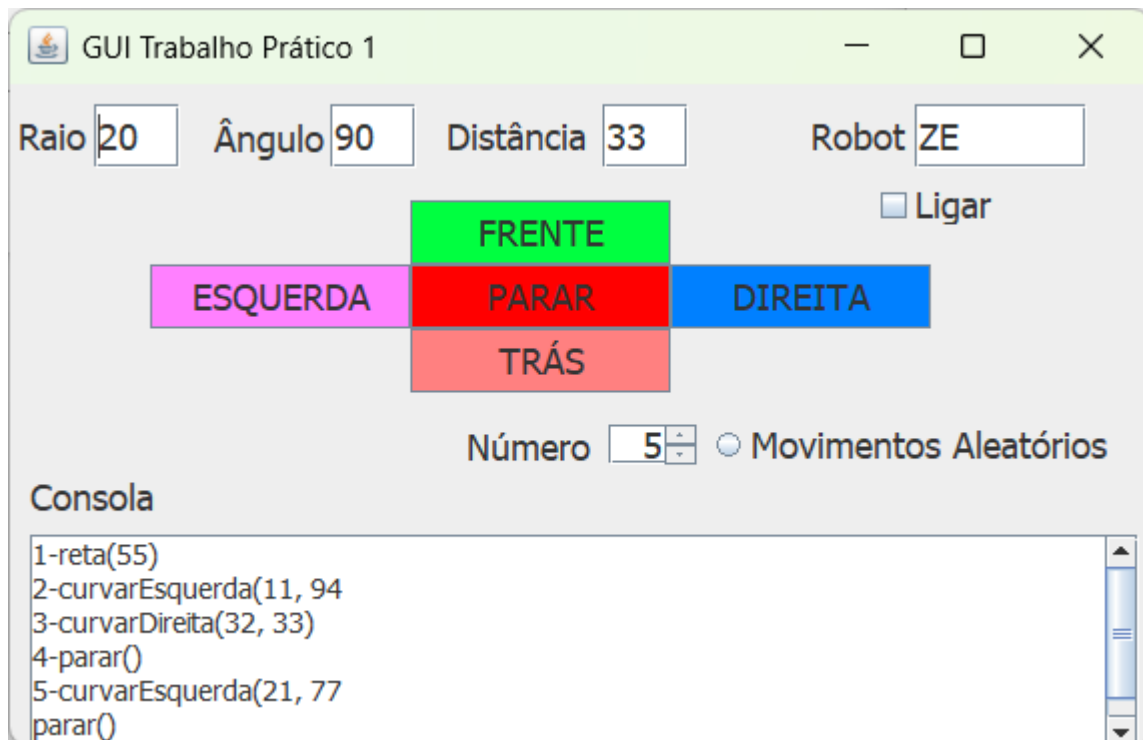 GUI Trabalho Prático 1
Raio 20 Ângulo 90 Distância 33 Robot ZE
Ligar
FRENTE
ESQUERDA PARAR DIREITA
TRÁS
Número 5 Movimentos Aleatórios
Consola
1-reta(55)
2-curvarEsquerda(11, 94
3-curvarDireita(32, 33)
4-parar()
5-curvarEsquerda(21, 77
parar()